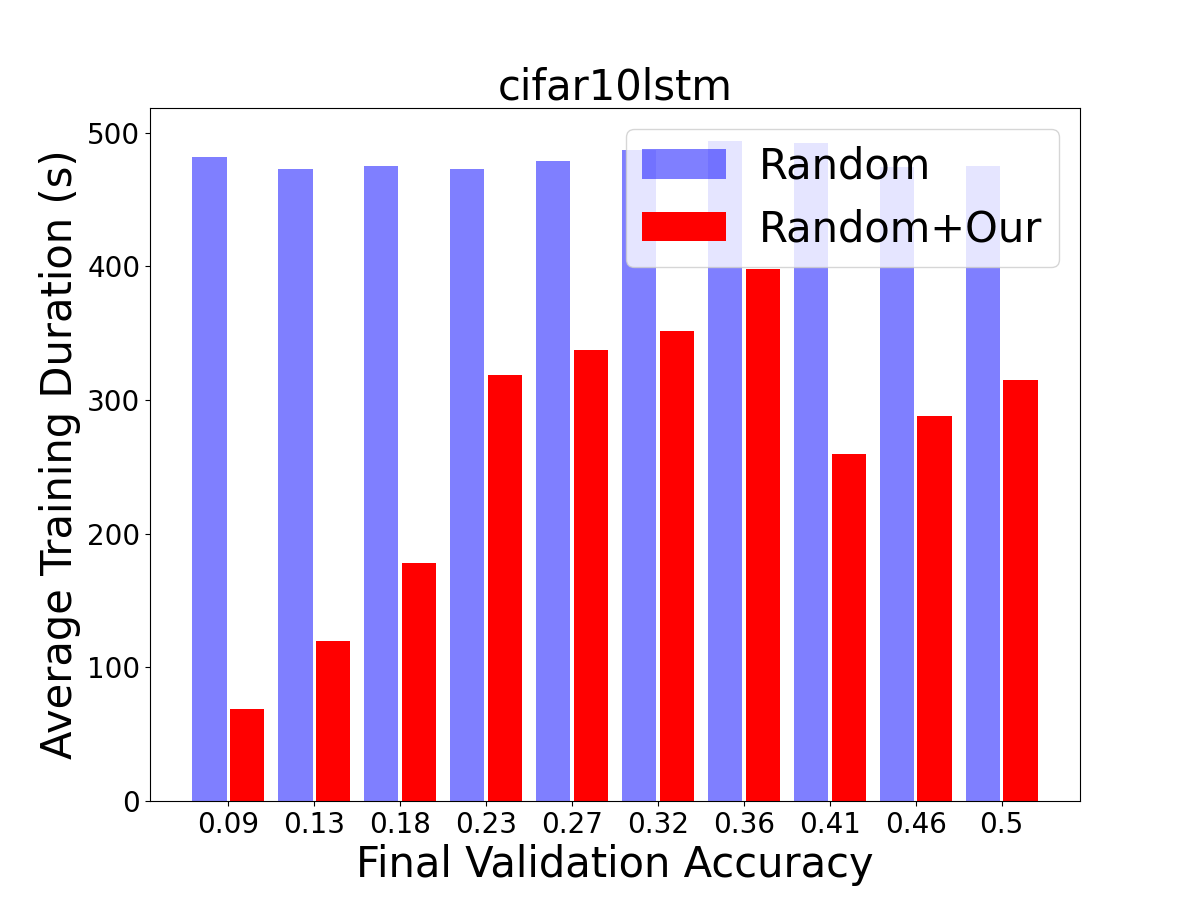 cifar10lstm
Average Training Duration (s)
500
400
300
200
100
0
Random
Random+Our
0.09 0.13 0.18 0.23 0.27 0.32 0.36 0.41 0.46 0.5
Final Validation Accuracy